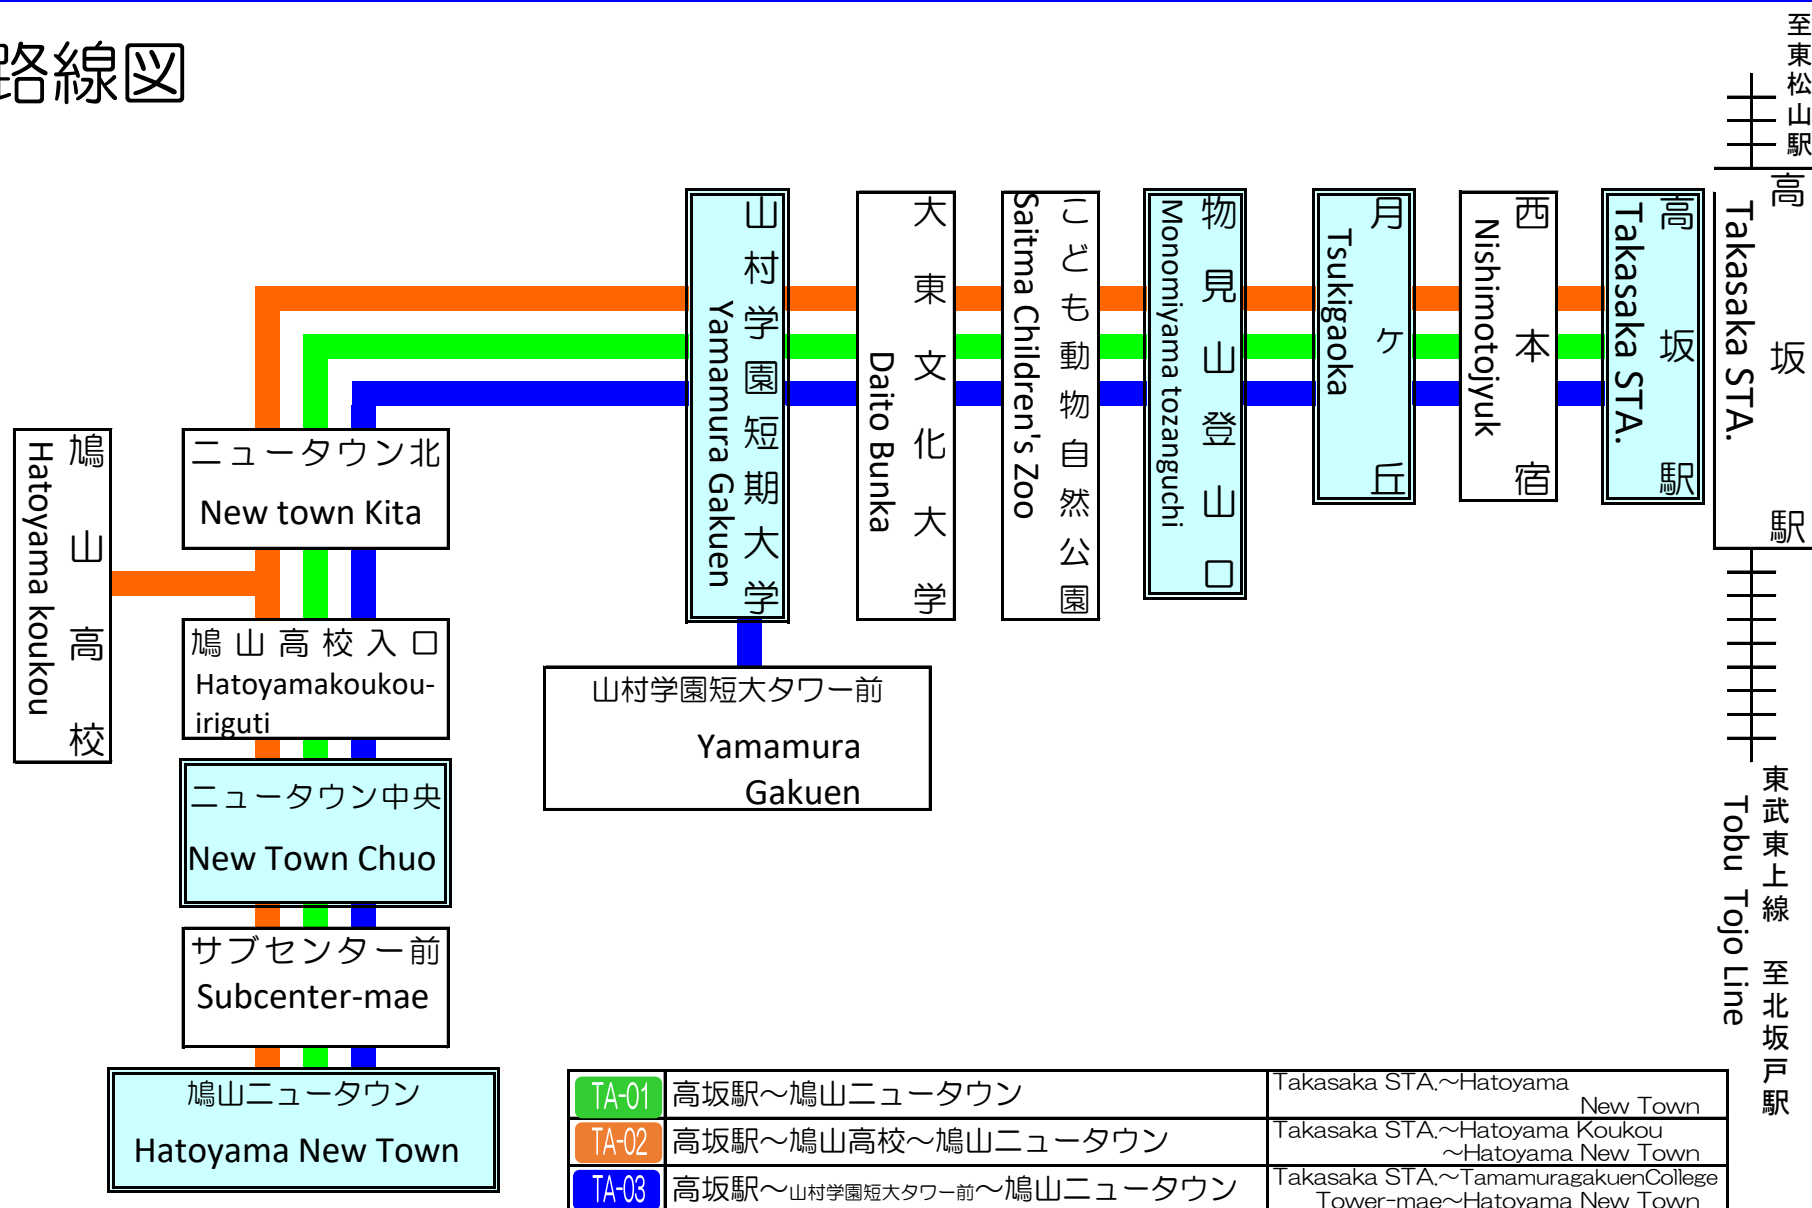 路線図
至東松山駅
高坂駅
Takasaka STA.
高坂駅
Takasaka STA.
西本宿
Nishimotojyuk
月ヶ丘
Tsukigaoka
物見山登山口
Monomiyama tozanguchi
こども動物自然公園
Saitma Children's Zoo
大東文化大学
Daito Bunka
山村学園短期大学
Yamamura Gakuen
山村学園短大タワー前
Yamamura
Gakuen
ニュータウン北
New town Kita
鳩山高校
Hatoyama koukou
鳩山高校入口
Hatoyamakoukou-
iriguti
ニュータウン中央
New Town Chuo
サブセンター前
Subcenter-mae
鳩山ニュータウン
Hatoyama New Town
東武東上線 至北坂戸駅
Tobu Tojo Line
TA-01 高坂駅～鳩山ニュータウン Takasaka STA.～Hatoyama
New Town
TA-02 高坂駅～鳩山高校～鳩山ニュータウン Takasaka STA.～Hatoyama Koukou
～Hatoyama New Town
TA-03 高坂駅～山村学園短大タワー前～鳩山ニュータウン Takasaka STA.～TamamuragakuenCollege
Tower-mae～Hatoyama New Town